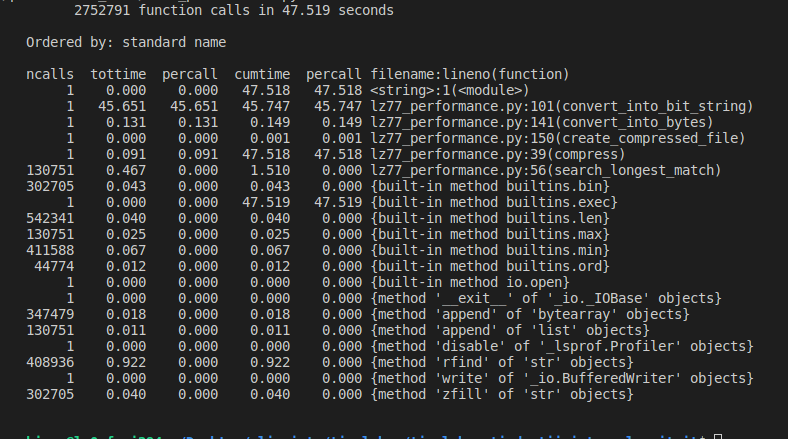 2752791 function calls in 47.519 seconds
Ordered by: standard name
ncalls tottime percall cumtime percall filename:lineno(function)
1 0.000 0.000 47.518 47.518 <string>:1(<module>)
1 45.651 45.651 45.747 45.747 lz77_performance.py:101(convert_into_bit_string)
1 0.131 0.131 0.149 0.149 lz77_performance.py:141(convert_into_bytes)
1 0.000 0.000 0.001 0.001 lz77_performance.py:150(create_compressed_file)
1 0.091 0.091 47.518 47.518 lz77_performance.py:39(compress)
130751 0.467 0.000 1.510 0.000 lz77_performance.py:56(search_longest_match)
302705 0.043 0.000 0.043 0.000 {built-in method builtins.bin}
1 0.000 0.000 47.519 47.519 {built-in method builtins.exec}
542341 0.040 0.000 0.040 0.000 {built-in method builtins.len}
130751 0.025 0.000 0.025 0.000 {built-in method builtins.max}
411588 0.067 0.000 0.067 0.000 {built-in method builtins.min}
44774 0.012 0.000 0.012 0.000 {built-in method builtins.ord}
1 0.000 0.000 0.000 0.000 {built-in method io.open}
1 0.000 0.000 0.000 0.000 {method '__exit__' of '_io._IOBase' objects}
347479 0.018 0.000 0.018 0.000 {method 'append' of 'bytearray' objects}
130751 0.011 0.000 0.011 0.000 {method 'append' of 'list' objects}
1 0.000 0.000 0.000 0.000 {method 'disable' of '_lsprof.Profiler' objects}
408936 0.922 0.000 0.922 0.000 {method 'rfind' of 'str' objects}
1 0.000 0.000 0.000 0.000 {method 'write' of '_io.BufferedWriter' objects}
302705 0.040 0.000 0.040 0.000 {method 'zfill' of 'str' objects}